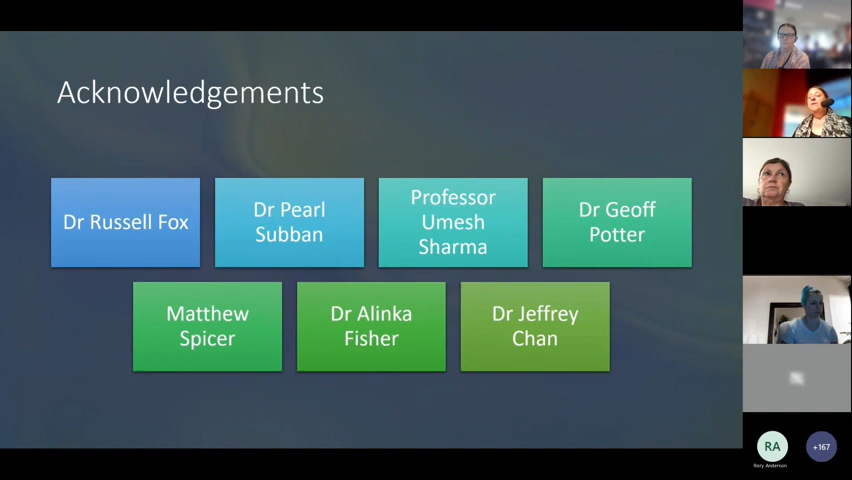 Acknowledgements
Dr Russell Fox
Dr Pearl
Subban
Professor
Umesh
Sharma
Dr Geoff
Potter
Matthew
Spicer
Dr Alinka
Fisher
Dr Jeffrey
Chan
RA
+167
Rory Anderson